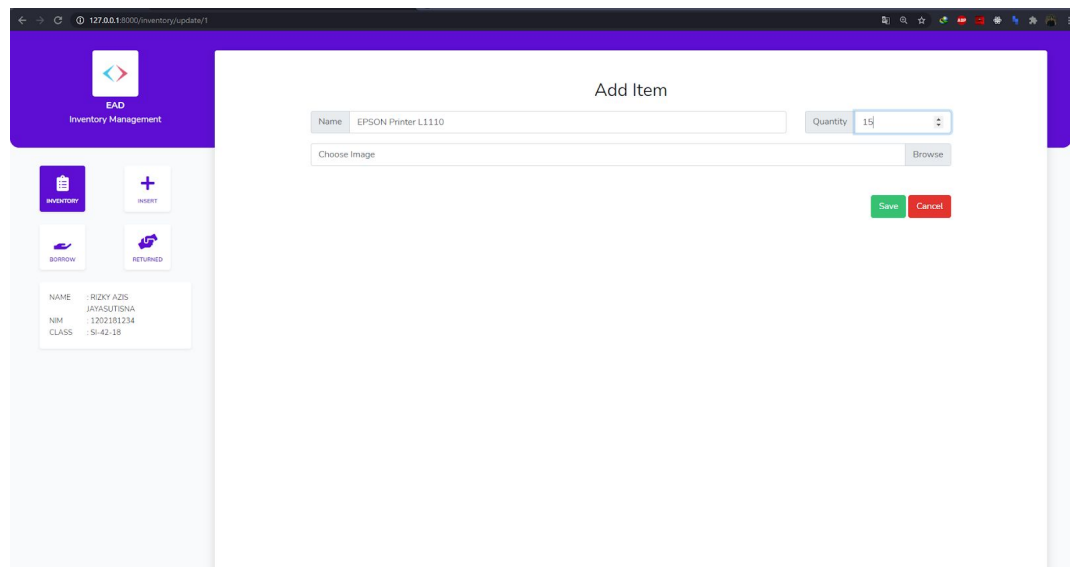 127.0.0.1:8000/inventory/update/1
EAD
Inventory Management
INVENTORY
INSERT
BORROW
RETURNED
NAME : RIZKY AZIS
JAYASUTISNA
NIM : 1202181234
CLASS : SI-42-18
Add Item
Name EPSON Printer L1110 Quantity 15
Choose Image Browse
Save Cancel